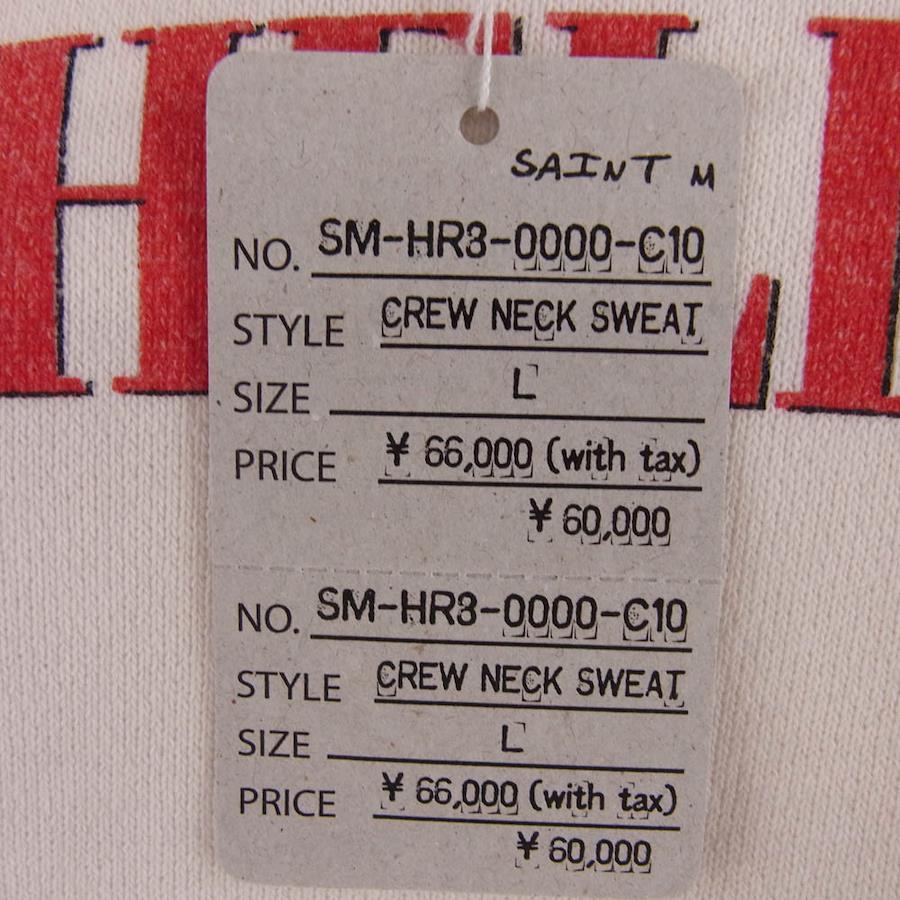 SAINT M
NO. SM-HR3-0000-C10
STYLE CREW NECK SWEAT
SIZE L
PRICE ¥ 66,000 (with tax)
¥ 60,000
NO. SM-HR3-0000-C10
STYLE CREW NECK SWEAT
SIZE L
PRICE ¥ 66,000 (with tax)
¥ 60,000